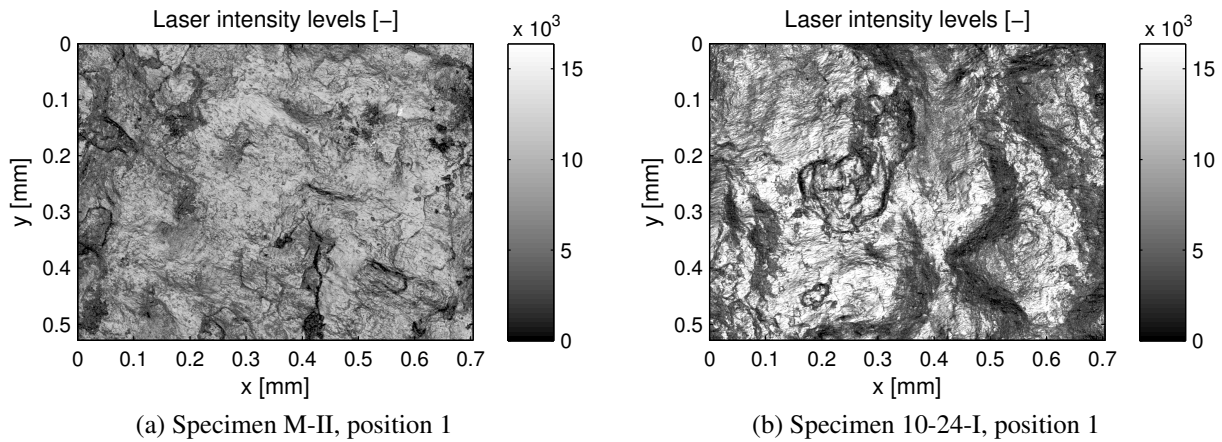 Laser intensity levels [–]
x 10³
0
0.1
0.2
0.3
0.4
0.5
y [mm]
0 0.1 0.2 0.3 0.4 0.5 0.6 0.7
x [mm]
15
10
5
0
(a) Specimen M-II, position 1
Laser intensity levels [–]
x 10³
0
0.1
0.2
0.3
0.4
0.5
y [mm]
0 0.1 0.2 0.3 0.4 0.5 0.6 0.7
x [mm]
15
10
5
0
(b) Specimen 10-24-I, position 1